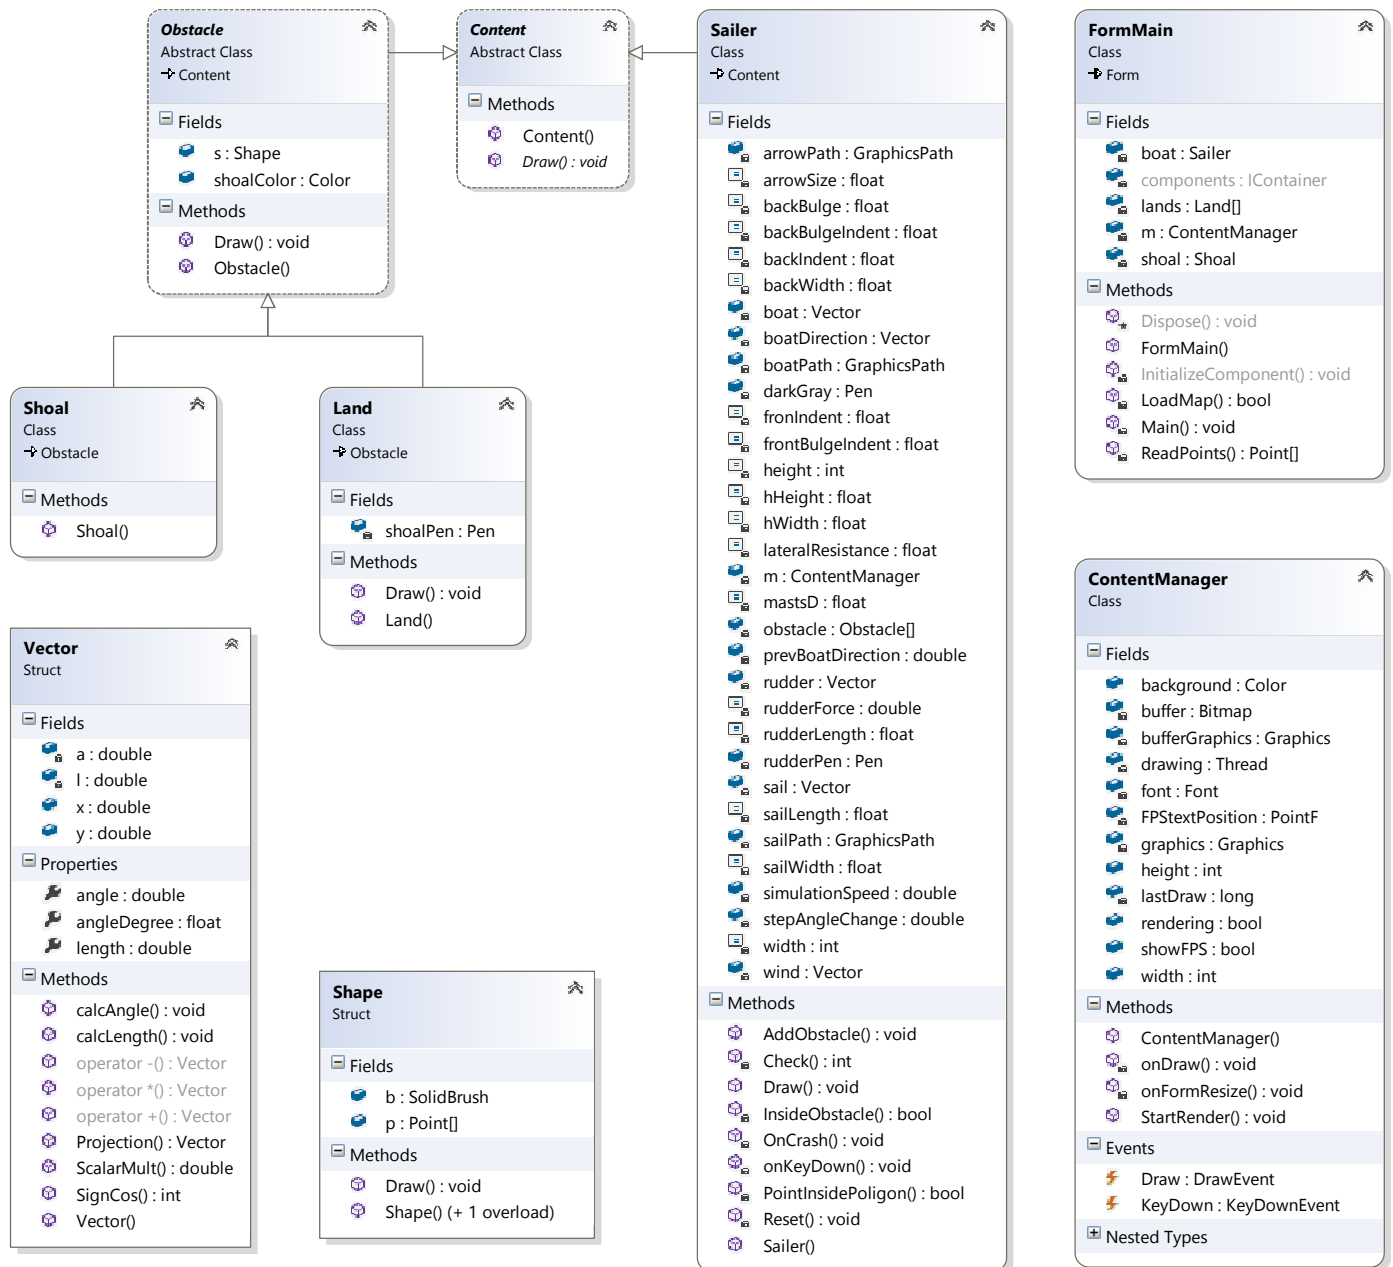 Obstacle
Abstract Class
Content
Fields
s : Shape
shoalColor : Color
Methods
Draw() : void
Obstacle()
Content
Abstract Class
Methods
Content()
Draw() : void
Sailer
Class
Content
Fields
arrowPath : GraphicsPath
arrowSize : float
backBulge : float
backBulgeIndent : float
backIndent : float
backWidth : float
boat : Vector
boatDirection : Vector
boatPath : GraphicsPath
darkGray : Pen
fronIndent : float
frontBulgeIndent : float
height : int
hHeight : float
hWidth : float
lateralResistance : float
m : ContentManager
mastsD : float
obstacle : Obstacle[]
prevBoatDirection : double
rudder : Vector
rudderForce : double
rudderLength : float
rudderPen : Pen
sail : Vector
sailLength : float
sailPath : GraphicsPath
sailWidth : float
simulationSpeed : double
stepAngleChange : double
width : int
wind : Vector
Methods
AddObstacle() : void
Check() : int
Draw() : void
InsideObstacle() : bool
OnCrash() : void
onKeyDown() : void
PointInsidePoligon() : bool
Reset() : void
Sailer()
FormMain
Class
Form
Fields
boat : Sailer
components : IContainer
lands : Land[]
m : ContentManager
shoal : Shoal
Methods
Dispose() : void
FormMain()
InitializeComponent() : void
LoadMap() : bool
Main() : void
ReadPoints() : Point[]
Shoal
Class
Obstacle
Methods
Shoal()
Land
Class
Obstacle
Fields
shoalPen : Pen
Methods
Draw() : void
Land()
ContentManager
Class
Fields
background : Color
buffer : Bitmap
bufferGraphics : Graphics
drawing : Thread
font : Font
FPStextPosition : PointF
graphics : Graphics
height : int
lastDraw : long
rendering : bool
showFPS : bool
width : int
Methods
ContentManager()
onDraw() : void
onFormResize() : void
StartRender() : void
Events
Draw : DrawEvent
KeyDown : KeyDownEvent
Nested Types
Vector
Struct
Fields
a : double
l : double
x : double
y : double
Properties
angle : double
angleDegree : float
length : double
Methods
calcAngle() : void
calcLength() : void
operator -() : Vector
operator *() : Vector
operator +() : Vector
Projection() : Vector
ScalarMult() : double
SignCos() : int
Vector()
Shape
Struct
Fields
b : SolidBrush
p : Point[]
Methods
Draw() : void
Shape() (+ 1 overload)